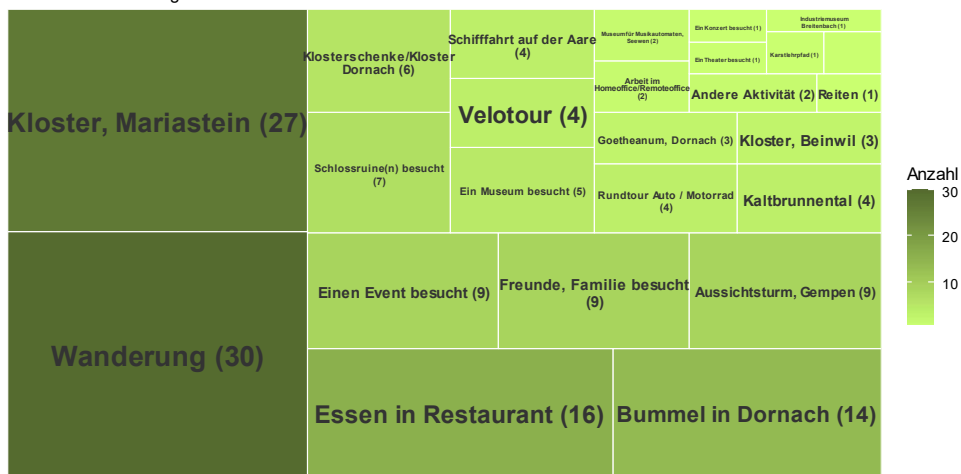 Kloster, Mariastein (27)
Wanderung (30)
Klosterschenke/Kloster
Dornach (6)
Schlossruine(n) besucht
(7)
Schifffahrt auf der Aare
(4)
Velotour (4)
Ein Museum besucht (5)
Museum für Musikautomaten,
Seewen (2)
Arbeit im
Homeoffice/Remoteoffice
(2)
Ein Konzert besucht (1)
Ein Theater besucht (1)
Industriemuseum
Breitenbach (1)
Karstlehrpfad (1)
Andere Aktivität (2)
Reiten (1)
Goetheanum, Dornach (3)
Kloster, Beinwil (3)
Rundtour Auto / Motorrad
(4)
Kaltbrunnental (4)
Einen Event besucht (9)
Freunde, Familie besucht
(9)
Aussichtsturm, Gempen (9)
Essen in Restaurant (16)
Bummel in Dornach (14)
Anzahl
30
20
10